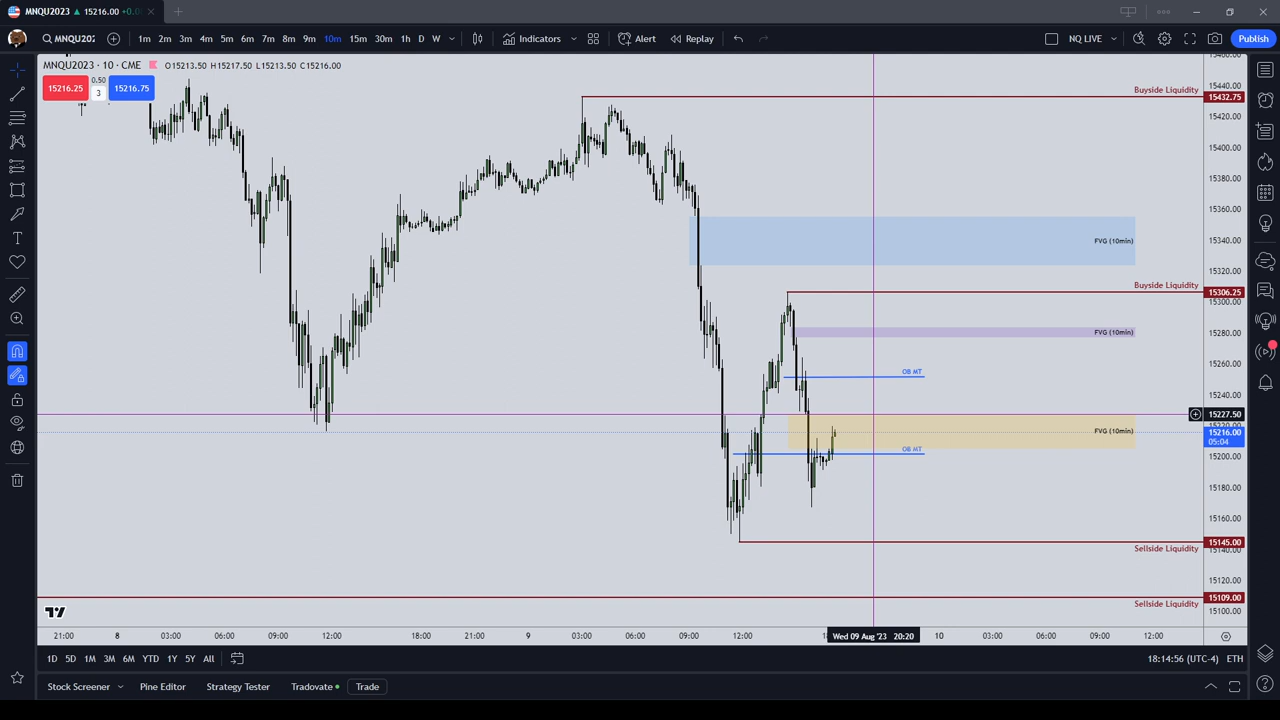 MNQU2023 ▲ 15216.00 +0.0
MNQU202 1m 2m 3m 4m 5m 6m 7m 8m 9m 10m 15m 30m 1h D W Indicators Alert Replay NQ LIVE Publish
MNQU2023 · 10 · CME O15213.50 H15217.50 L15213.50 C15216.00
15216.25 0.50 3 15216.75
15440.00
Buyside Liquidity 15432.75
15420.00
15400.00
15380.00
15360.00
FVG (10min) 15340.00
15320.00
Buyside Liquidity 15306.25
15300.00
FVG (10min) 15280.00
15260.00
OB MT
15240.00
15227.50
FVG (10min) 15216.00
05:04
OB MT 15200.00
15180.00
15160.00
15145.00
Sellside Liquidity 15140.00
15120.00
15109.00
Sellside Liquidity 15100.00
21:00 8 03:00 06:00 09:00 12:00 18:00 21:00 9 03:00 06:00 09:00 12:00 Wed 09 Aug '23 20:20 10 03:00 06:00 09:00 12:00
1D 5D 1M 3M 6M YTD 1Y 5Y All 18:14:56 (UTC-4) ETH
Stock Screener Pine Editor Strategy Tester Tradovate Trade